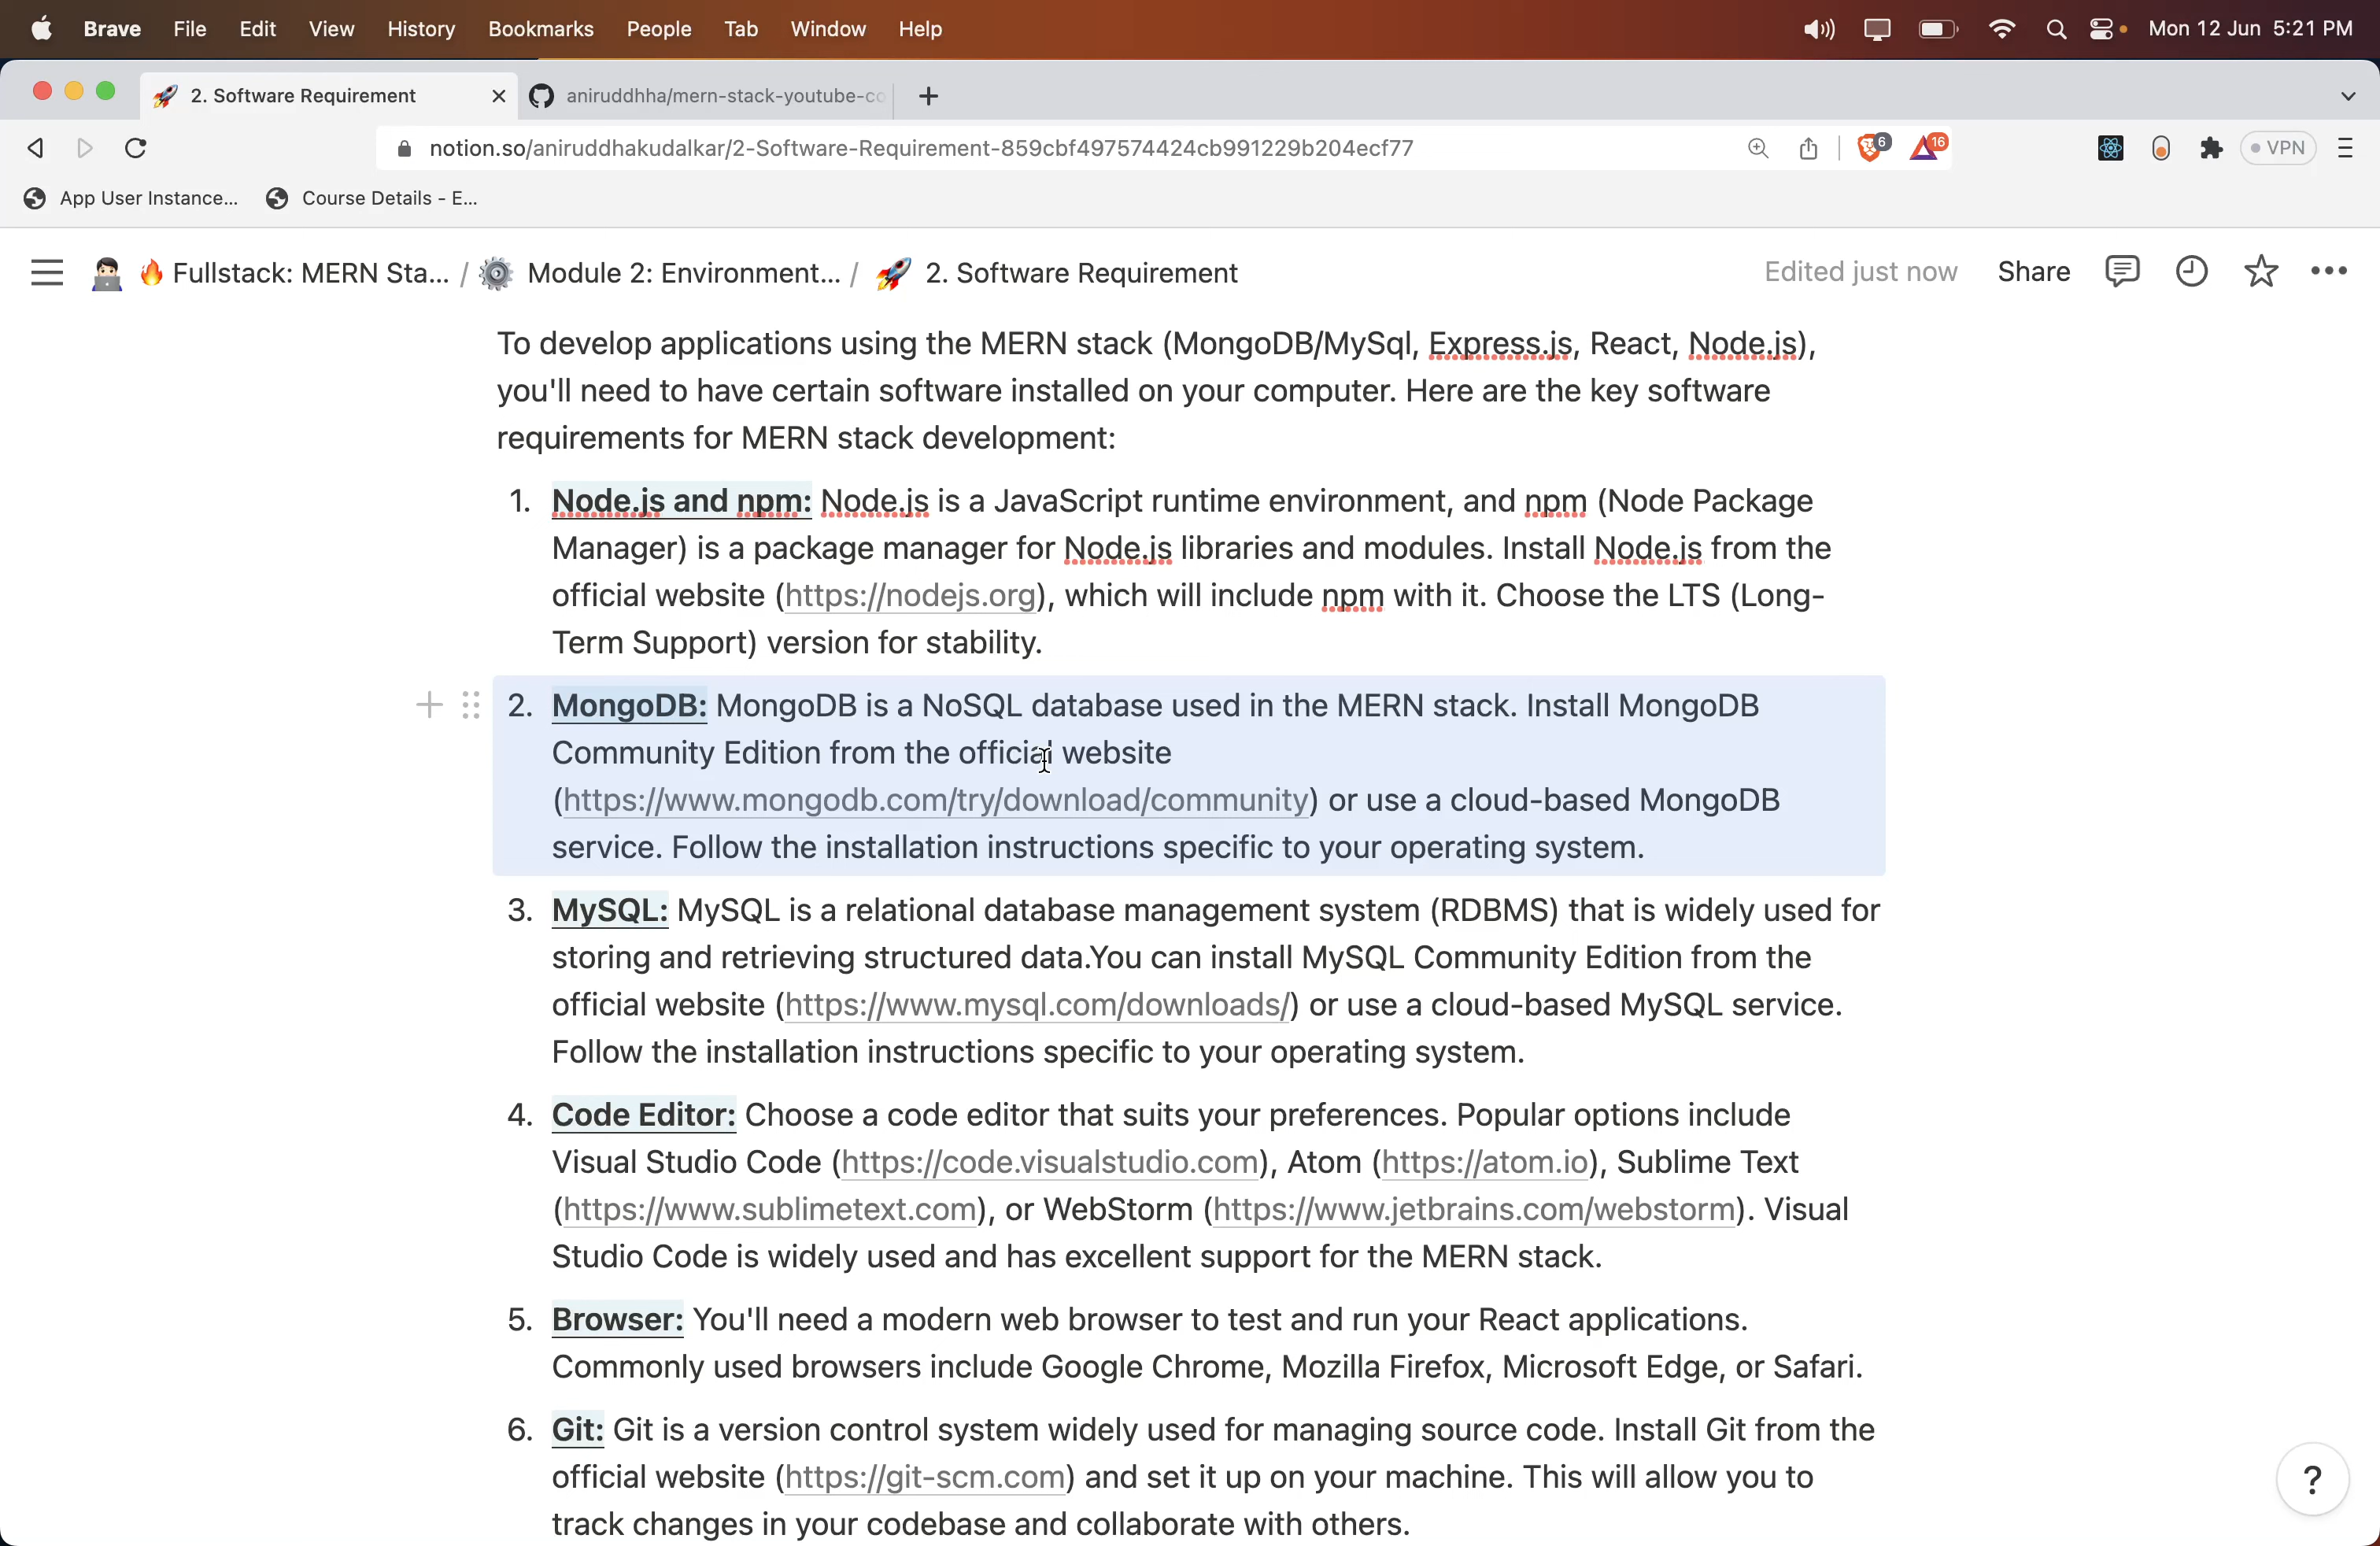 Brave File Edit View History Bookmarks People Tab Window Help Mon 12 Jun 5:21 PM
2. Software Requirement aniruddhha/mern-stack-youtube-co
notion.so/aniruddhakudalkar/2-Software-Requirement-859cbf497574424cb991229b204ecf77 6 16 VPN
App User Instance... Course Details - E...
Fullstack: MERN Sta... / Module 2: Environment... / 2. Software Requirement Edited just now Share
To develop applications using the MERN stack (MongoDB/MySql, Express.js, React, Node.js),
you'll need to have certain software installed on your computer. Here are the key software
requirements for MERN stack development:
1. Node.js and npm: Node.js is a JavaScript runtime environment, and npm (Node Package
Manager) is a package manager for Node.js libraries and modules. Install Node.js from the
official website (https://nodejs.org), which will include npm with it. Choose the LTS (Long-
Term Support) version for stability.
2. MongoDB: MongoDB is a NoSQL database used in the MERN stack. Install MongoDB
Community Edition from the official website
(https://www.mongodb.com/try/download/community) or use a cloud-based MongoDB
service. Follow the installation instructions specific to your operating system.
3. MySQL: MySQL is a relational database management system (RDBMS) that is widely used for
storing and retrieving structured data.You can install MySQL Community Edition from the
official website (https://www.mysql.com/downloads/) or use a cloud-based MySQL service.
Follow the installation instructions specific to your operating system.
4. Code Editor: Choose a code editor that suits your preferences. Popular options include
Visual Studio Code (https://code.visualstudio.com), Atom (https://atom.io), Sublime Text
(https://www.sublimetext.com), or WebStorm (https://www.jetbrains.com/webstorm). Visual
Studio Code is widely used and has excellent support for the MERN stack.
5. Browser: You'll need a modern web browser to test and run your React applications.
Commonly used browsers include Google Chrome, Mozilla Firefox, Microsoft Edge, or Safari.
6. Git: Git is a version control system widely used for managing source code. Install Git from the
official website (https://git-scm.com) and set it up on your machine. This will allow you to
track changes in your codebase and collaborate with others.
?